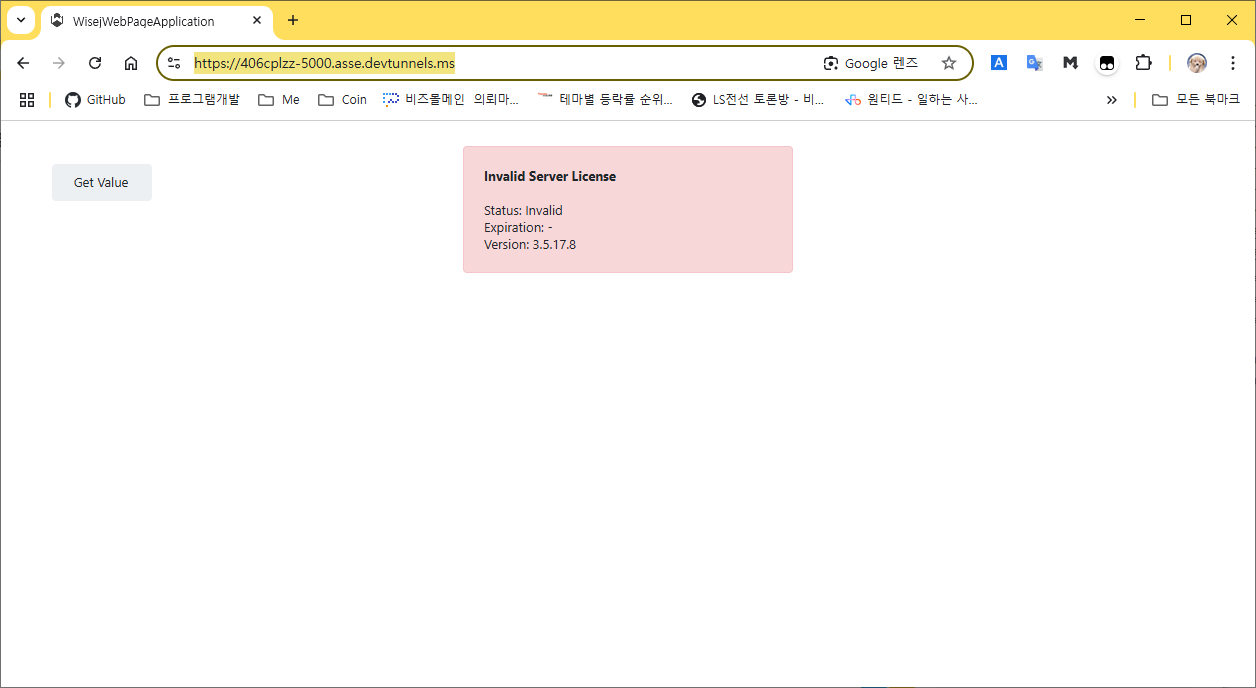 WisejWebPageApplication
https://406cplzz-5000.asse.devtunnels.ms
Google 렌즈
GitHub
프로그램개발
Me
Coin
비즈몰메인 의뢰마...
테마별 등락률 순위...
LS전선 토론방 - 비...
원티드 - 일하는 사...
모든 북마크
Get Value
Invalid Server License
Status: Invalid
Expiration: -
Version: 3.5.17.8